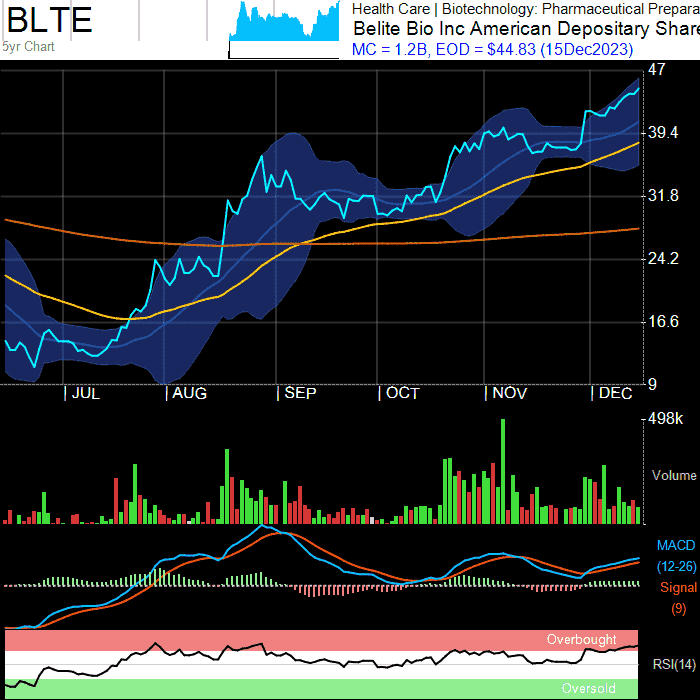 BLTE
5yr Chart
Health Care | Biotechnology: Pharmaceutical Prepara
Belite Bio Inc American Depositary Share
MC = 1.2B, EOD = $44.83 (15Dec2023)
47
39.4
31.8
24.2
16.6
9
| JUL | AUG | SEP | OCT | NOV | DEC
498k
Volume
MACD
(12-26)
Signal
(9)
Overbought
RSI(14)
Oversold